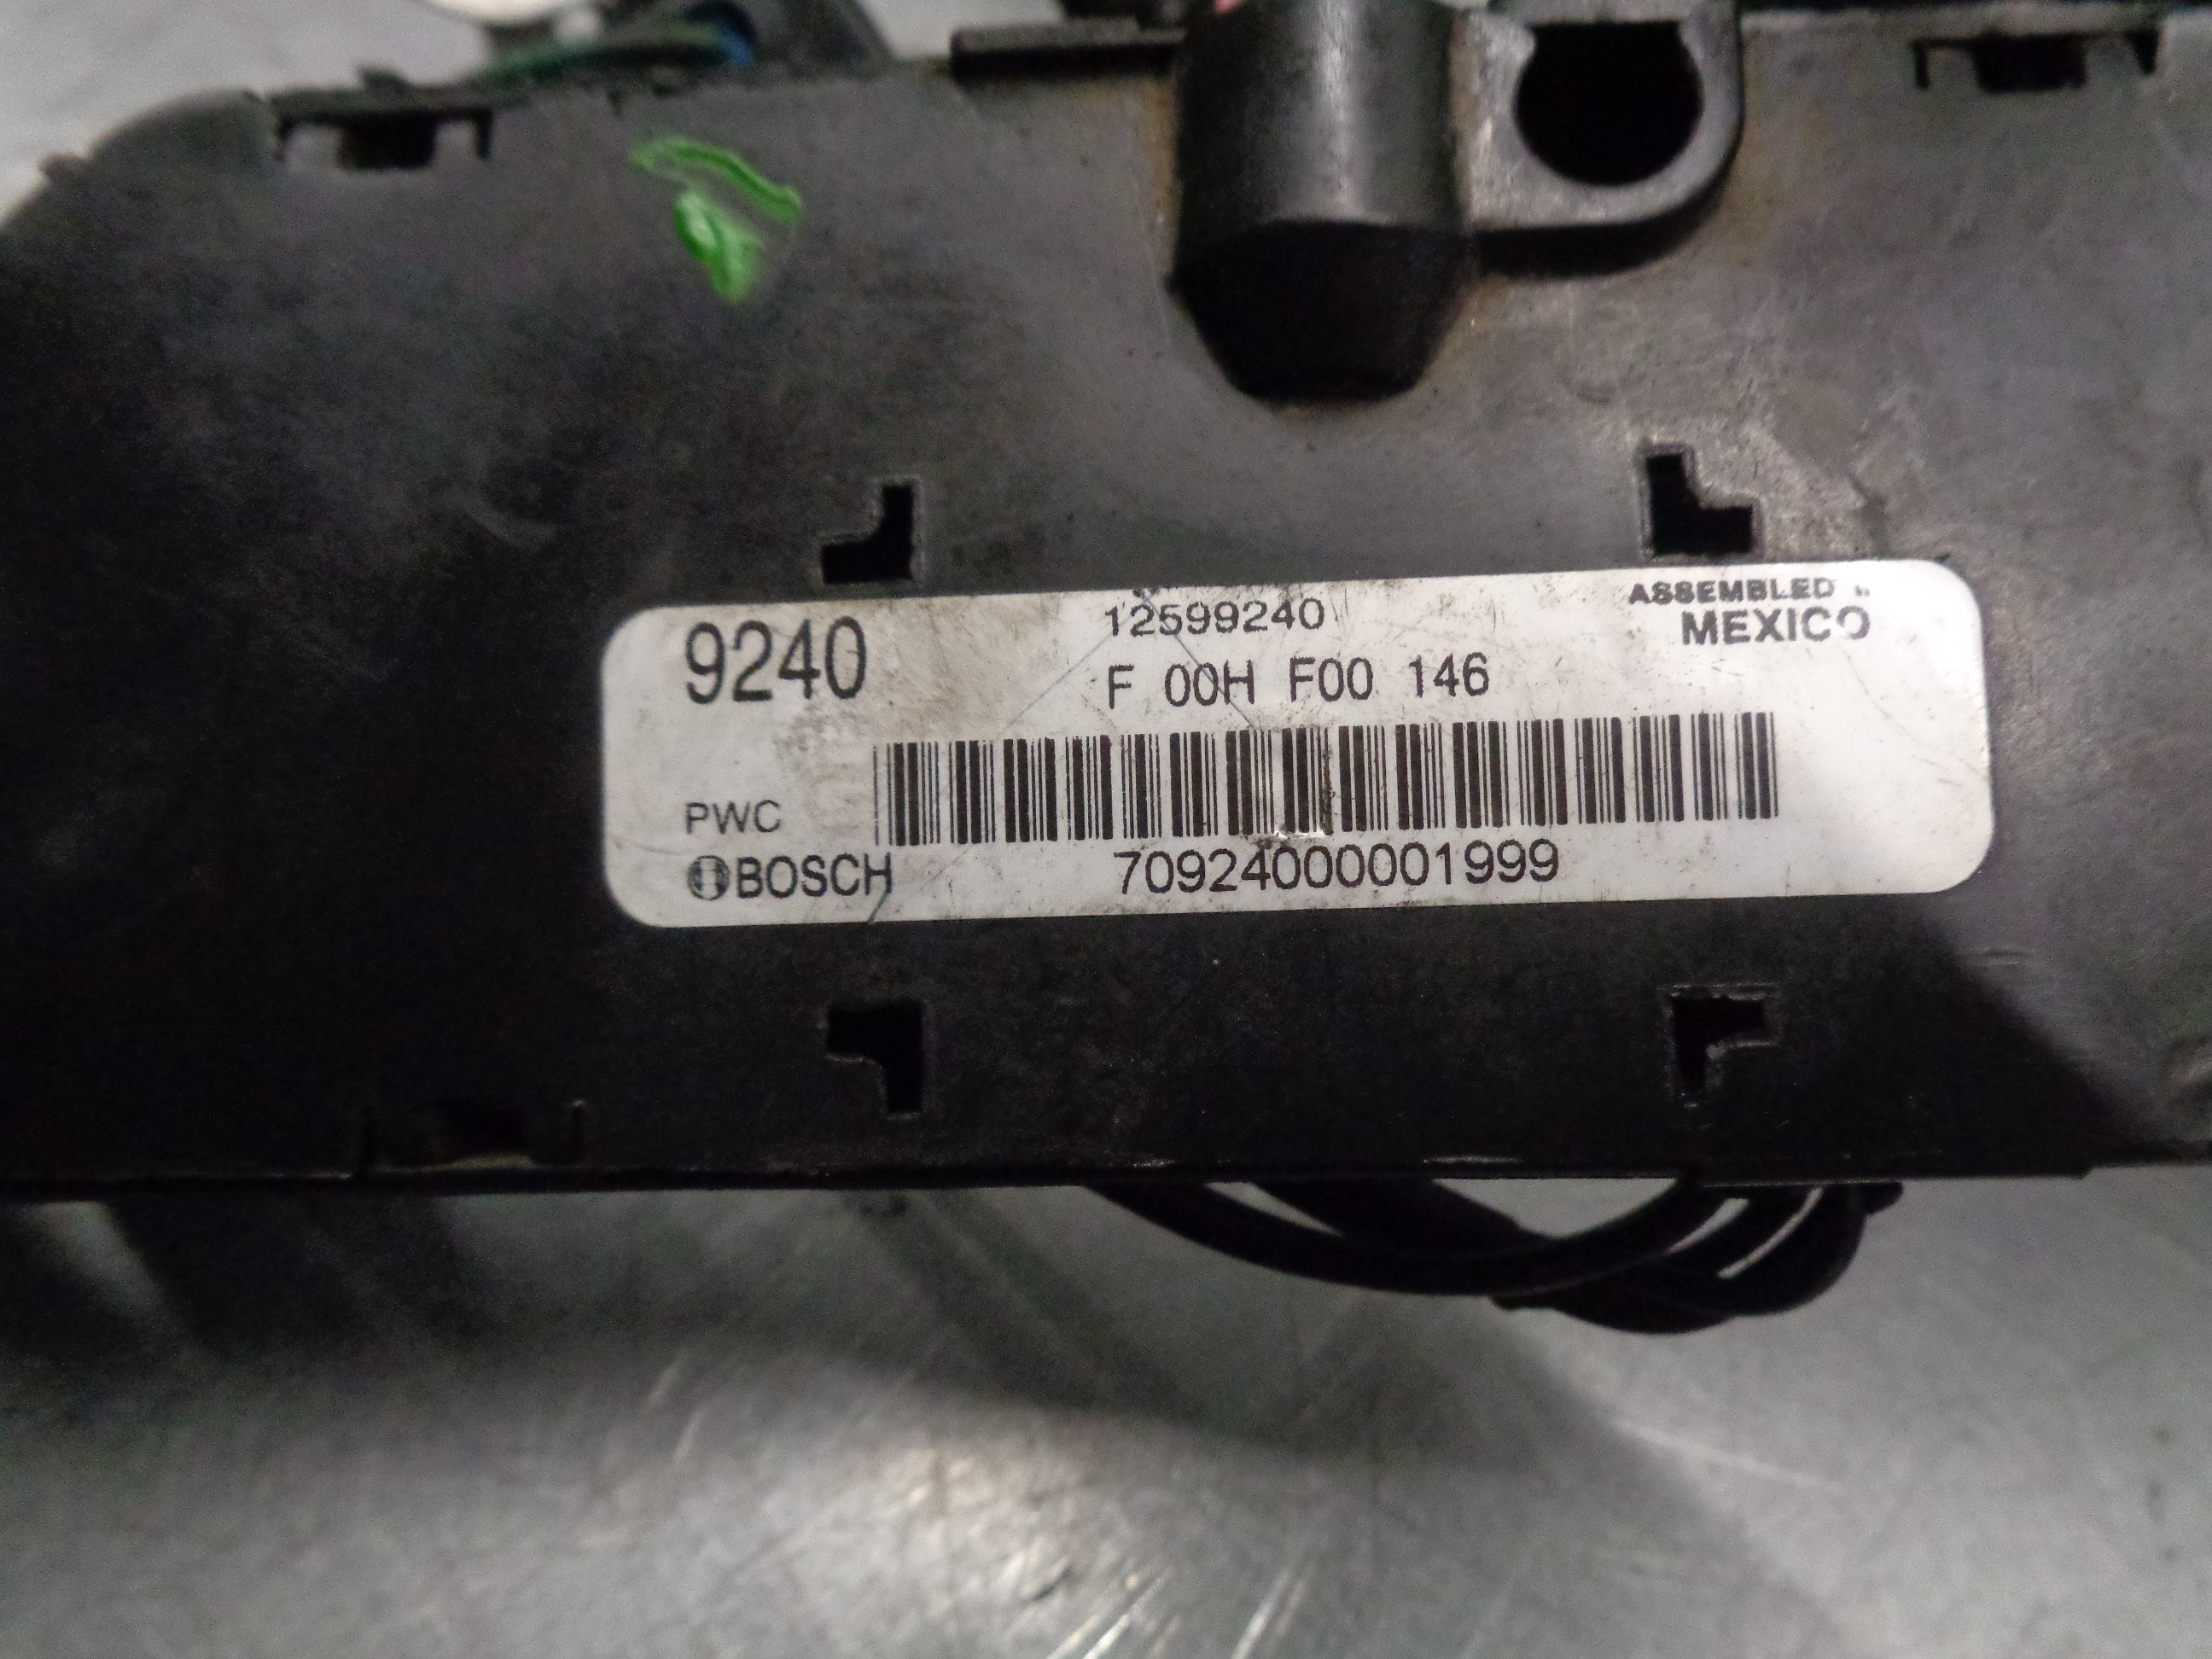 9240
12599240
ASSEMBLED
MEXICO
F 00H F00 146
PWC
BOSCH
70924000001999